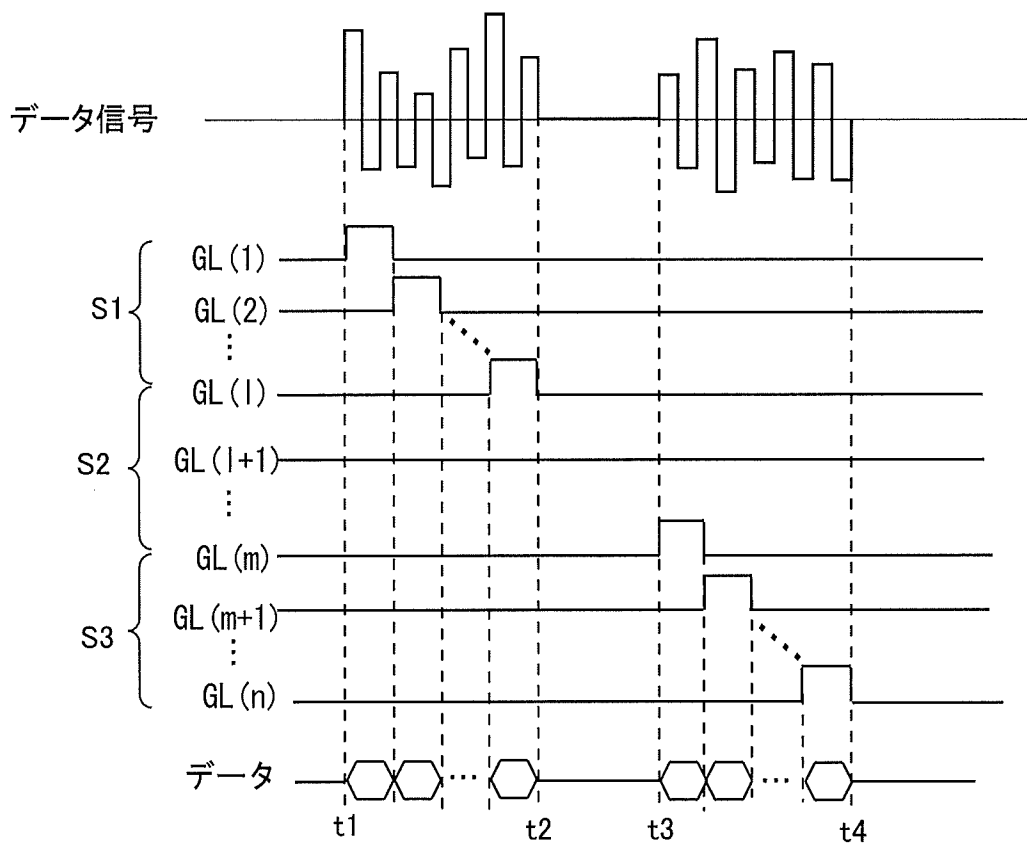 データ信号
S1
GL(1)
GL(2)
⋮
GL(l)
S2
GL(l+1)
⋮
GL(m)
S3
GL(m+1)
⋮
GL(n)
データ
...
...
t1
t2
t3
t4